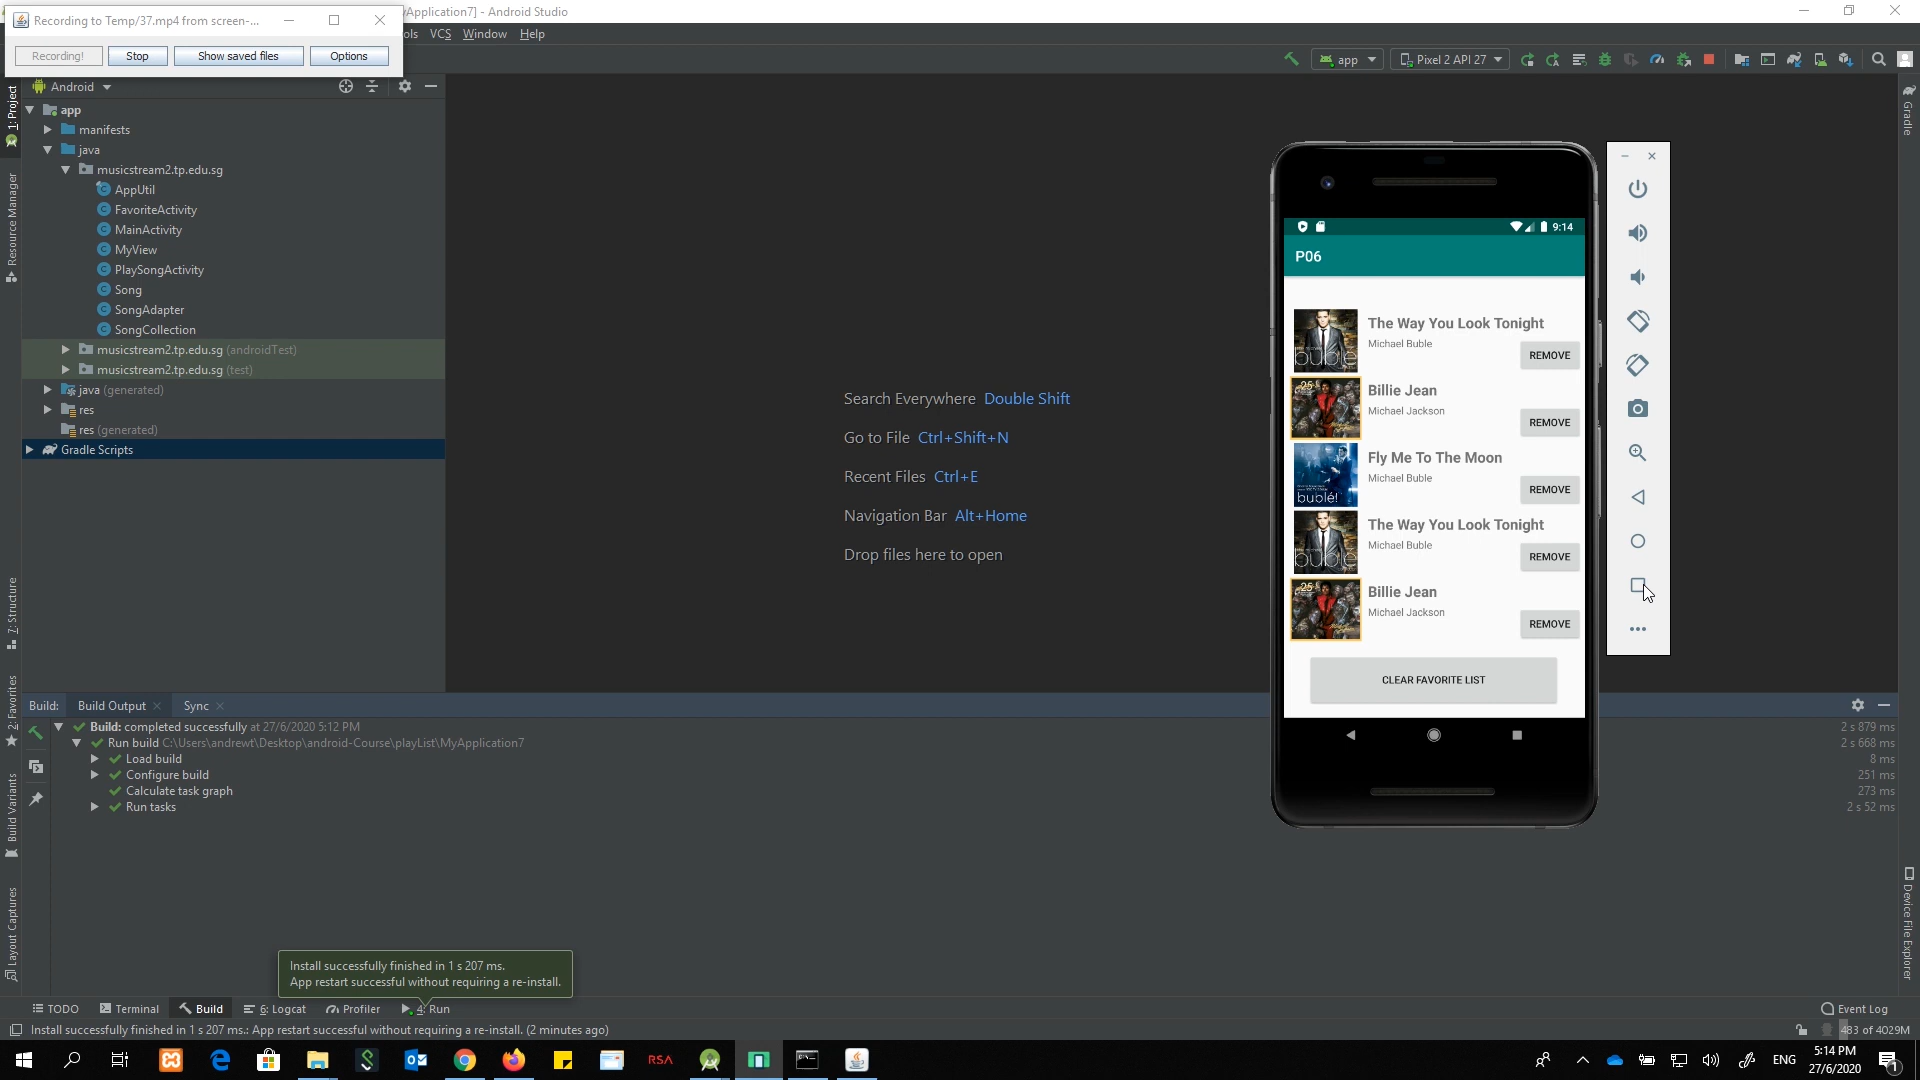 Recording to Temp/37.mp4 from screen-...
yApplication7] - Android Studio
Recording!
Stop
Show saved files
Options
ols
VCS
Window
Help
app
Pixel 2 API 27
Android
app
manifests
java
musicstream2.tp.edu.sg
AppUtil
FavoriteActivity
MainActivity
MyView
PlaySongActivity
Song
SongAdapter
SongCollection
musicstream2.tp.edu.sg (androidTest)
musicstream2.tp.edu.sg (test)
java (generated)
res
res (generated)
Gradle Scripts
1: Project
Resource Manager
7: Structure
2: Favorites
Build Variants
Layout Captures
Search Everywhere Double Shift
Go to File Ctrl+Shift+N
Recent Files Ctrl+E
Navigation Bar Alt+Home
Drop files here to open
9:14
P06
The Way You Look Tonight
Michael Buble
REMOVE
Billie Jean
Michael Jackson
REMOVE
Fly Me To The Moon
Michael Buble
REMOVE
The Way You Look Tonight
Michael Buble
REMOVE
Billie Jean
Michael Jackson
REMOVE
CLEAR FAVORITE LIST
bublé
25
bublé!
bublé
25
Gradle
Device File Explorer
Build:
Build Output
Sync
Build: completed successfully at 27/6/2020 5:12 PM
2 s 879 ms
Run build C:\Users\andrewt\Desktop\android-Course\playList\MyApplication7
2 s 668 ms
Load build
8 ms
Configure build
251 ms
Calculate task graph
273 ms
Run tasks
2 s 52 ms
Install successfully finished in 1 s 207 ms.
App restart successful without requiring a re-install.
TODO
Terminal
Build
6: Logcat
Profiler
4: Run
Event Log
Install successfully finished in 1 s 207 ms.: App restart successful without requiring a re-install. (2 minutes ago)
483 of 4029M
RSA
ENG
5:14 PM
27/6/2020
1